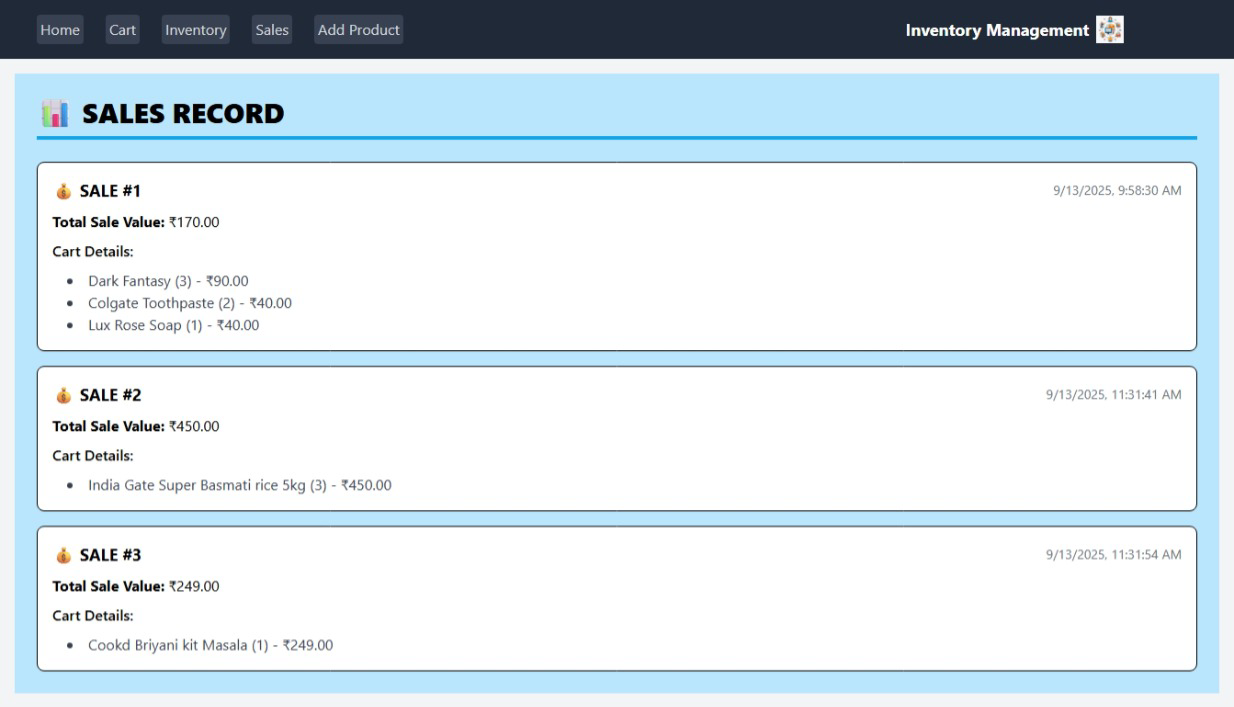 Home Cart Inventory Sales Add Product Inventory Management
SALES RECORD
SALE #1 9/13/2025, 9:58:30 AM
Total Sale Value: ₹170.00
Cart Details:
• Dark Fantasy (3) - ₹90.00
• Colgate Toothpaste (2) - ₹40.00
• Lux Rose Soap (1) - ₹40.00
SALE #2 9/13/2025, 11:31:41 AM
Total Sale Value: ₹450.00
Cart Details:
• India Gate Super Basmati rice 5kg (3) - ₹450.00
SALE #3 9/13/2025, 11:31:54 AM
Total Sale Value: ₹249.00
Cart Details:
• Cookd Briyani kit Masala (1) - ₹249.00